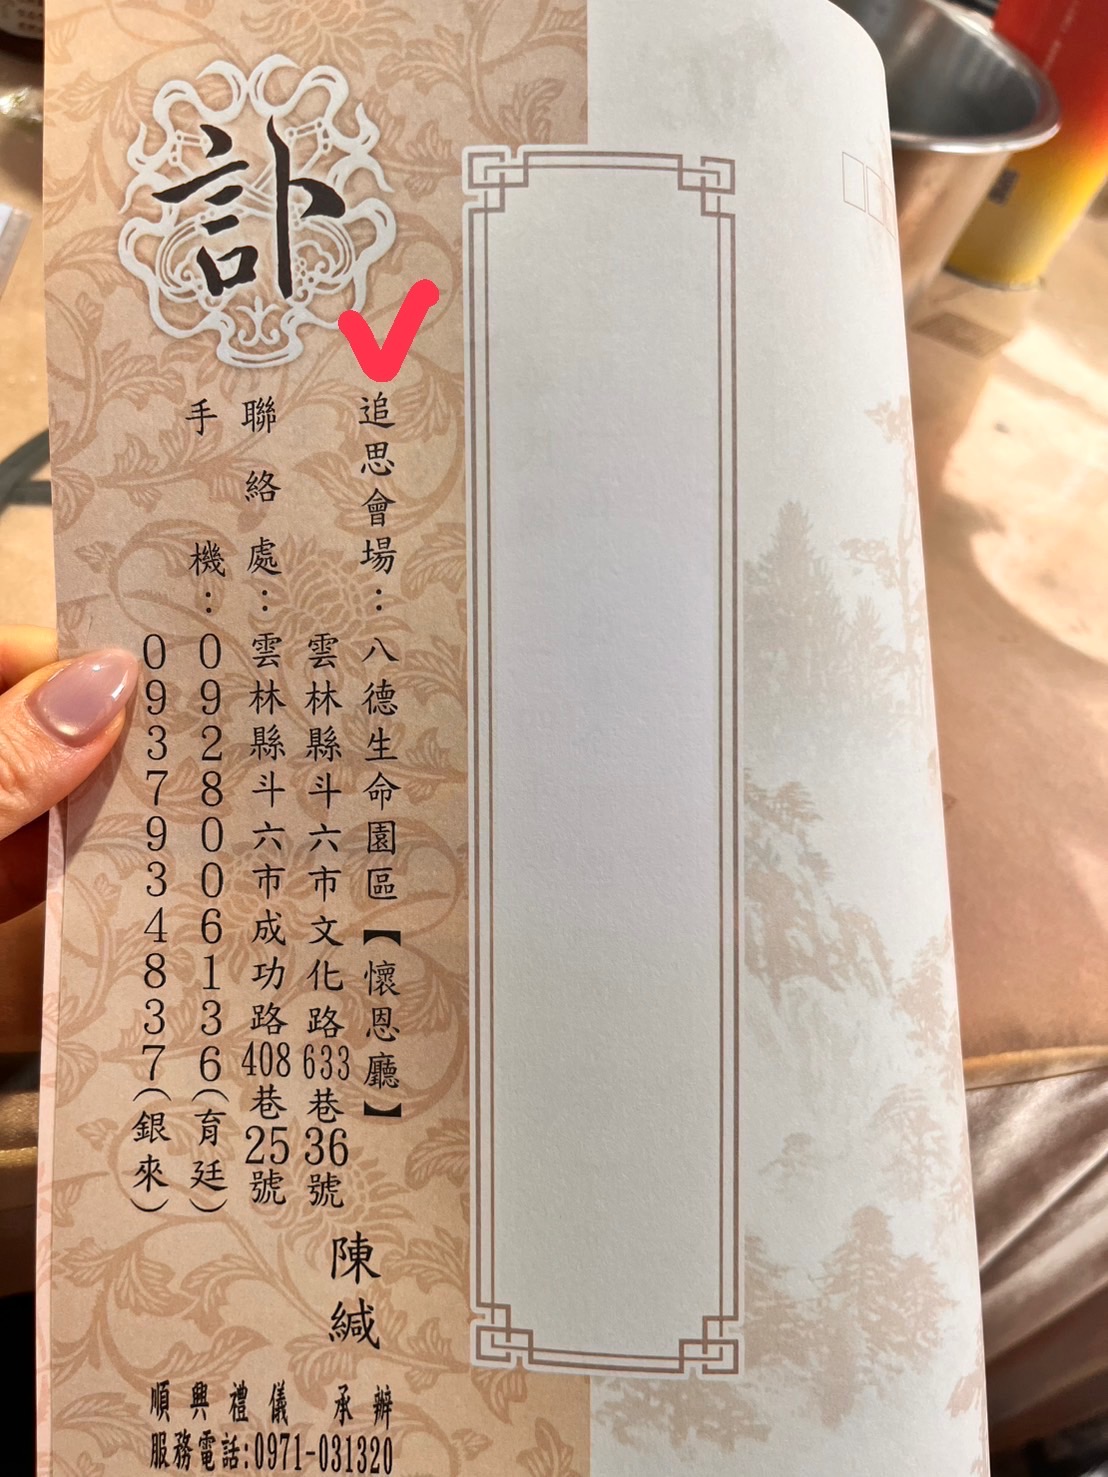 訃
追思會場：八德生命園區【懷恩廳】
雲林縣斗六市文化路633巷36號
聯絡處：雲林縣斗六市成功路408巷25號
手機：0928006136(育廷)
0937934837(銀來)
陳緘
順興禮儀 承辦
服務電話:0971-031320